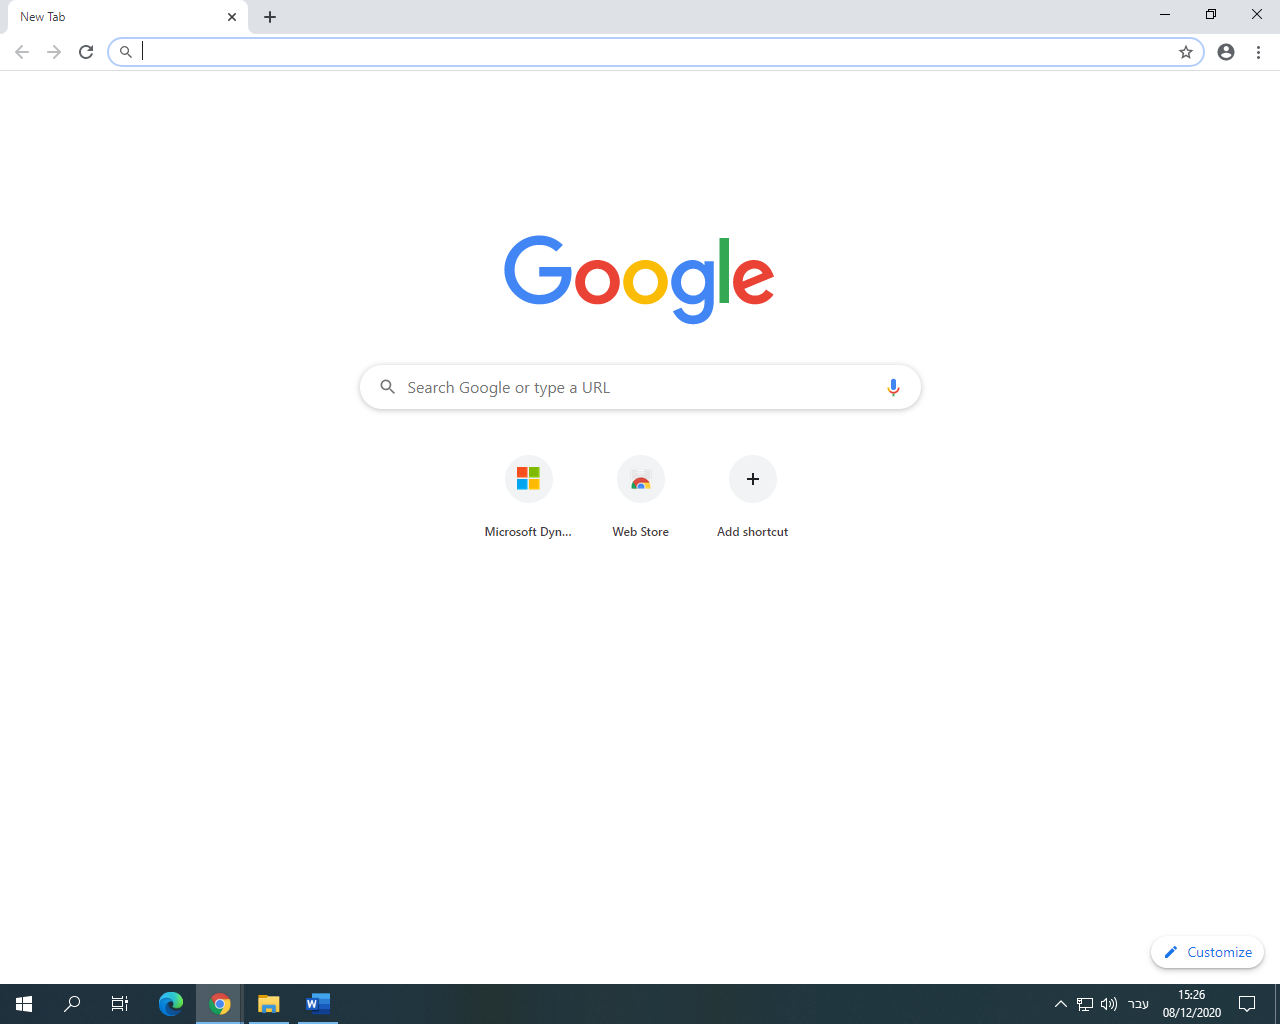 New Tab
Google
Search Google or type a URL
Microsoft Dyn...
Web Store
Add shortcut
Customize
עבר
15:26
08/12/2020